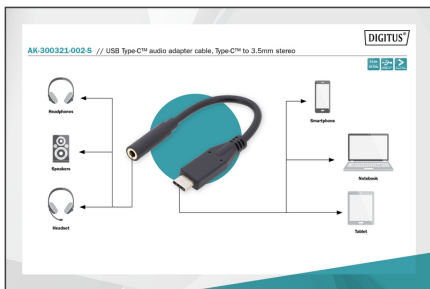 DIGITUS®
AK-300321-002-S // USB Type-C™ audio adapter cable, Type-C™ to 3.5mm stereo
Headphones
Smartphone
Speakers
Notebook
Headset
Tablet